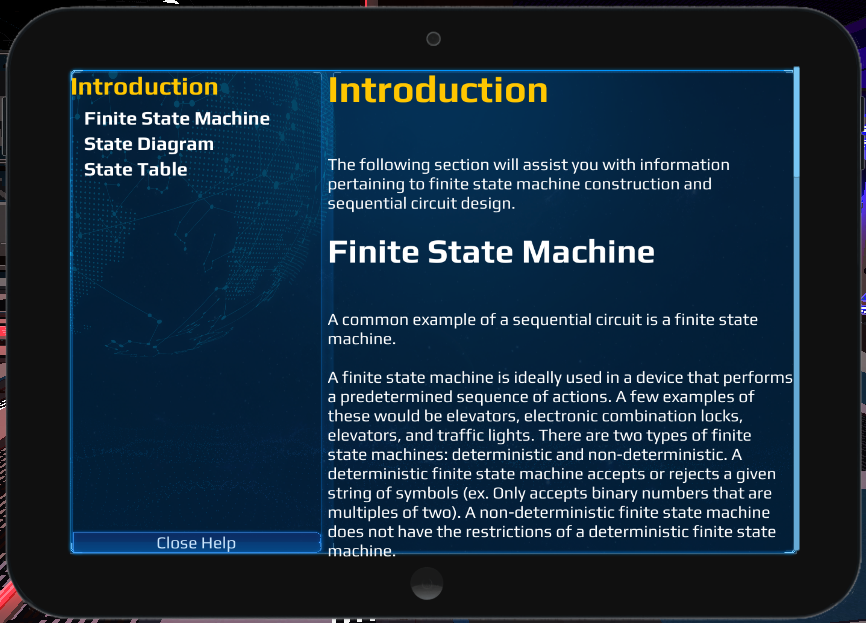 Introduction
Finite State Machine
State Diagram
State Table
Close Help
Introduction
The following section will assist you with information
pertaining to finite state machine construction and
sequential circuit design.
Finite State Machine
A common example of a sequential circuit is a finite state
machine.
A finite state machine is ideally used in a device that performs
a predetermined sequence of actions. A few examples of
these would be elevators, electronic combination locks,
elevators, and traffic lights. There are two types of finite
state machines: deterministic and non-deterministic. A
deterministic finite state machine accepts or rejects a given
string of symbols (ex. Only accepts binary numbers that are
multiples of two). A non-deterministic finite state machine
does not have the restrictions of a deterministic finite state
machine.